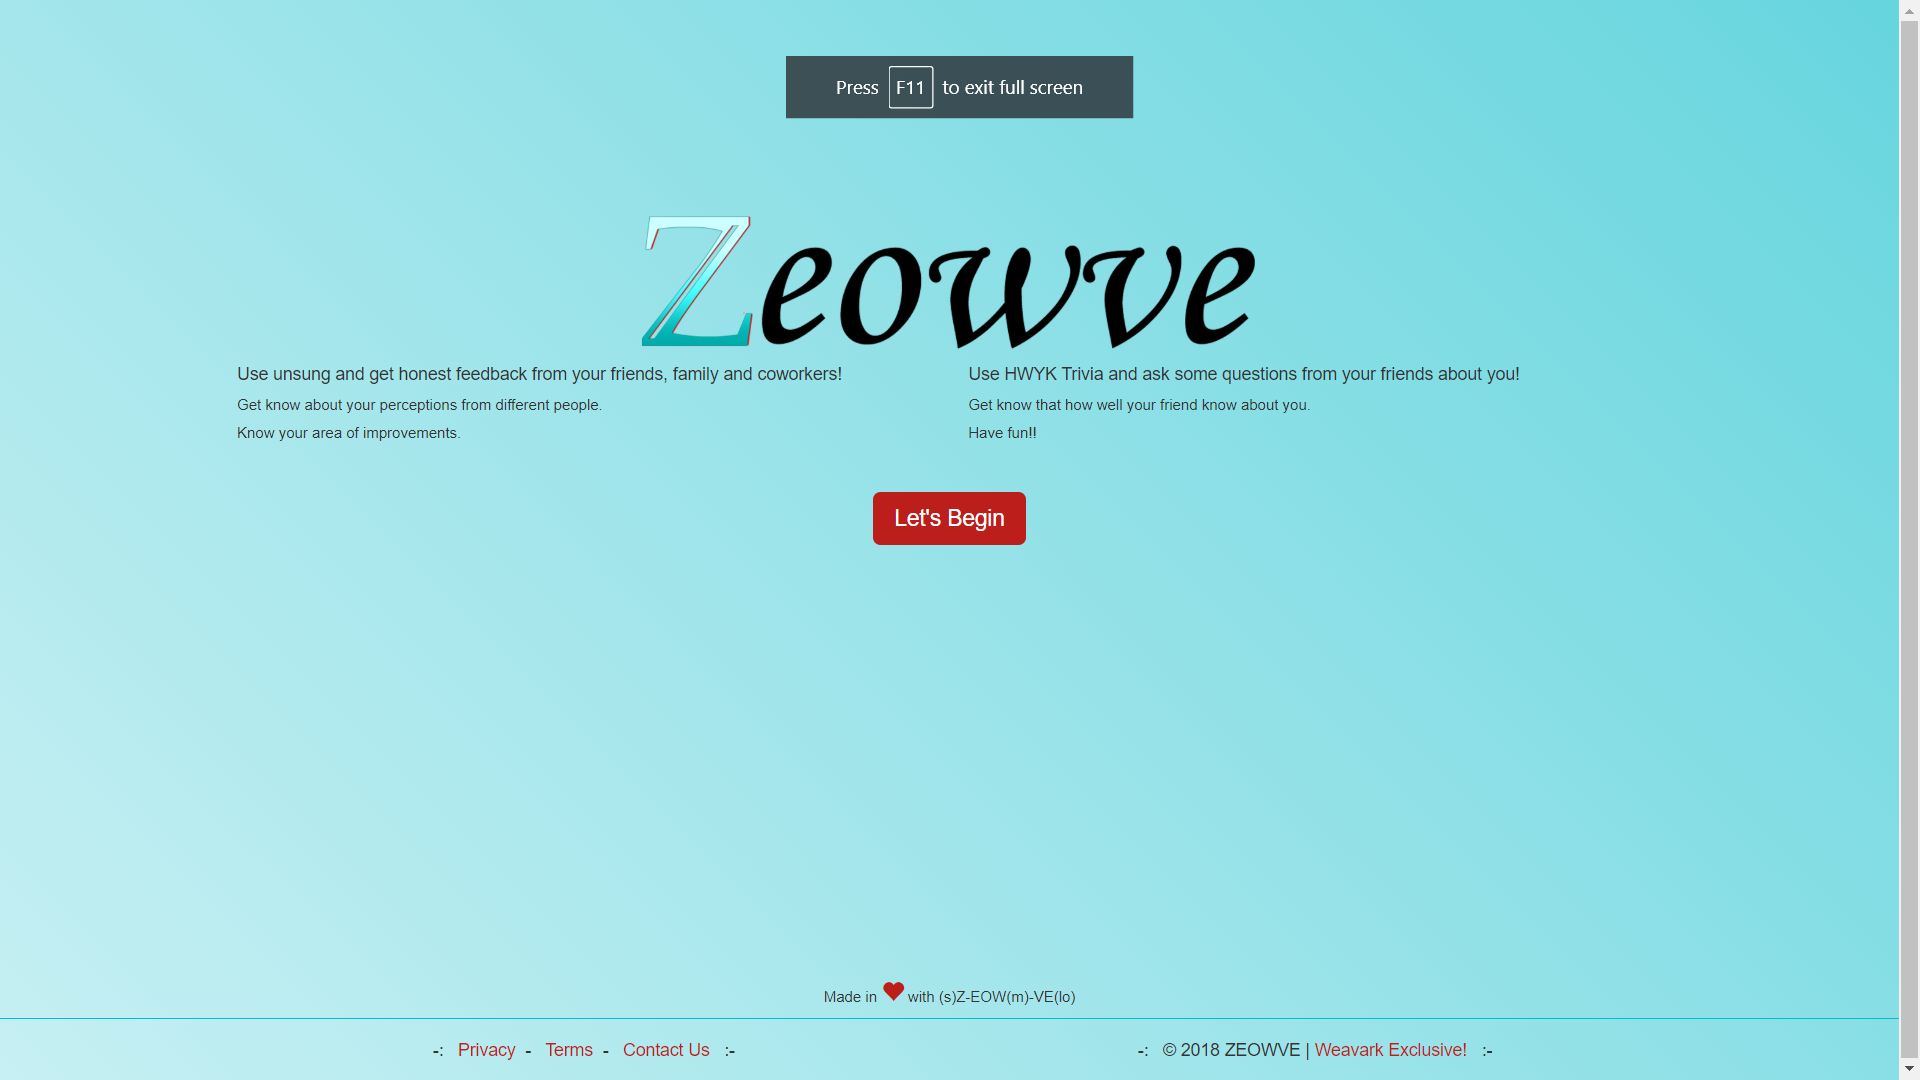 Press F11 to exit full screen
Zeowve
Use unsung and get honest feedback from your friends, family and coworkers!
Get know about your perceptions from different people.
Know your area of improvements.
Use HWYK Trivia and ask some questions from your friends about you!
Get know that how well your friend know about you.
Have fun!!
Let's Begin
Made in ♥ with (s)Z-EOW(m)-VE(lo)
-: Privacy - Terms - Contact Us :-
-: © 2018 ZEOWVE | Weavark Exclusive! :-